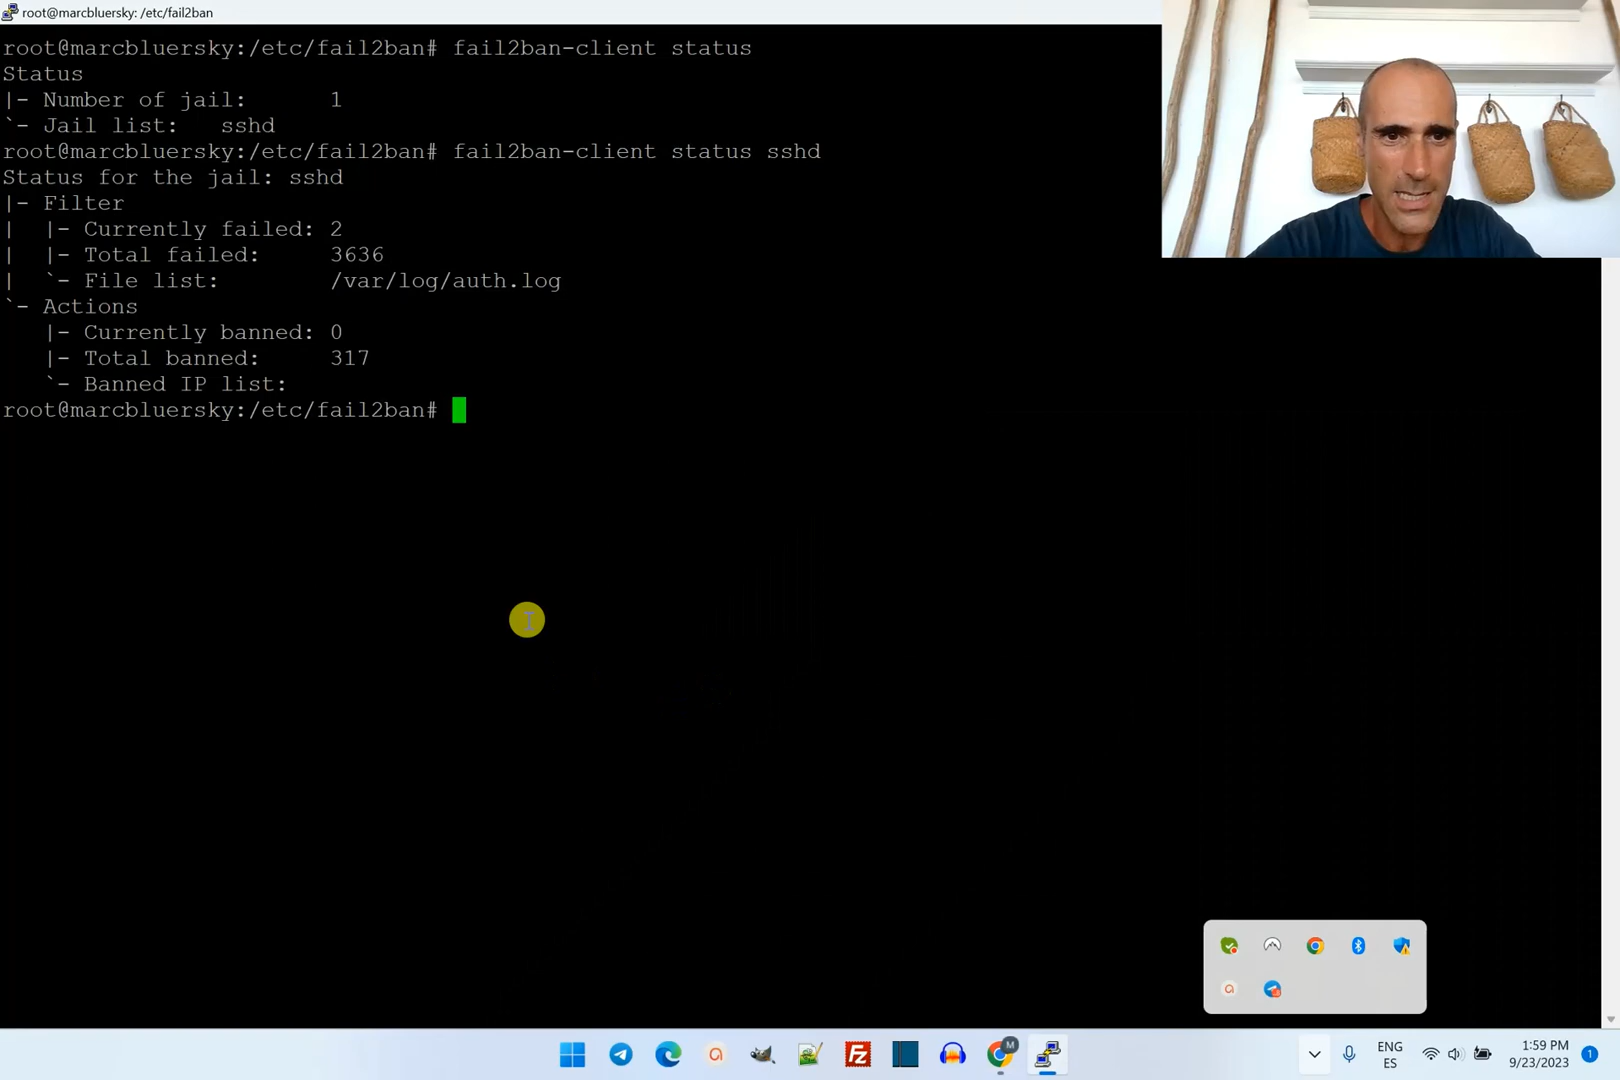 root@marcbluersky: /etc/fail2ban
root@marcbluersky:/etc/fail2ban# fail2ban-client status
Status
|- Number of jail:      1
`- Jail list:   sshd
root@marcbluersky:/etc/fail2ban# fail2ban-client status sshd
Status for the jail: sshd
|- Filter
|  |- Currently failed: 2
|  |- Total failed:     3636
|  `- File list:        /var/log/auth.log
`- Actions
   |- Currently banned: 0
   |- Total banned:     317
   `- Banned IP list:
root@marcbluersky:/etc/fail2ban#
ENG
ES
1:59 PM
9/23/2023
1
M
a
a
Fz